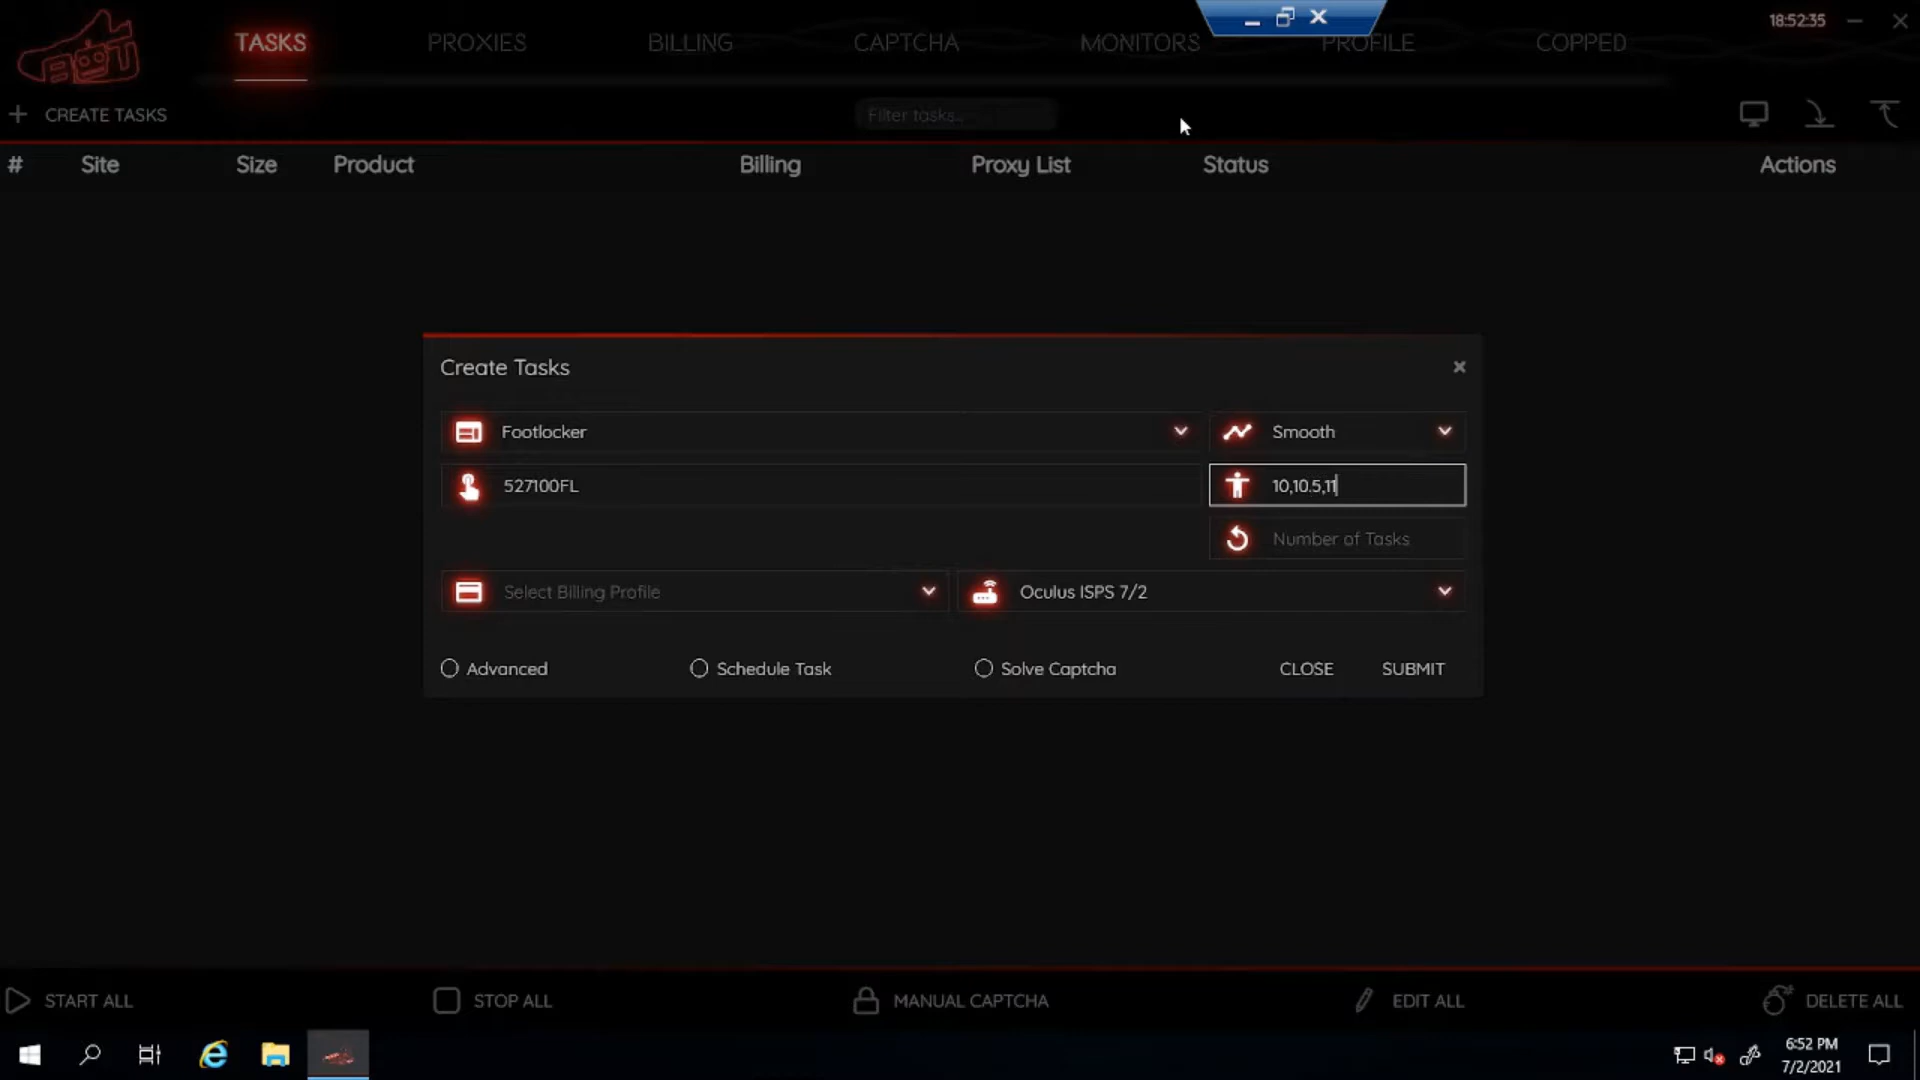 TASKS PROXIES BILLING CAPTCHA MONITORS PROFILE COPPED 18:52:35
CREATE TASKS Filter tasks...
# Site Size Product Billing Proxy List Status Actions
Create Tasks
Footlocker Smooth
527100FL 10,10.5,11
Number of Tasks
Select Billing Profile Oculus ISPS 7/2
Advanced Schedule Task Solve Captcha CLOSE SUBMIT
START ALL STOP ALL MANUAL CAPTCHA EDIT ALL DELETE ALL
6:52 PM
7/2/2021